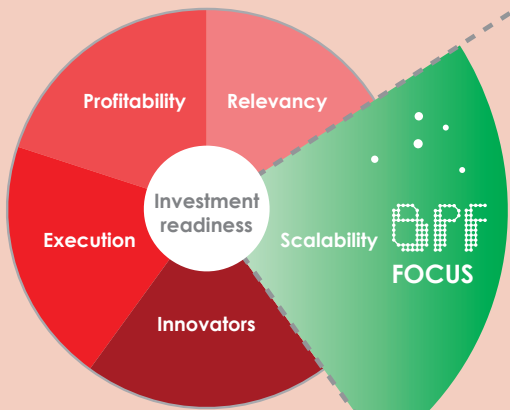 Profitability
Relevancy
Investment
readiness
Execution
Scalability
BPF
FOCUS
Innovators